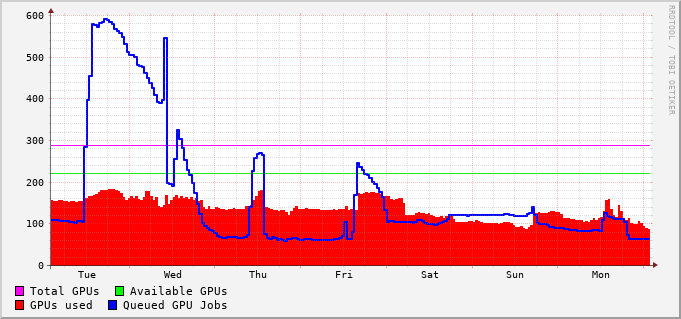 600
500
400
300
200
100
0
Tue Wed Thu Fri Sat Sun Mon
Total GPUs Available GPUs
GPUs used Queued GPU Jobs
RRDTOOL / TOBI OETIKER